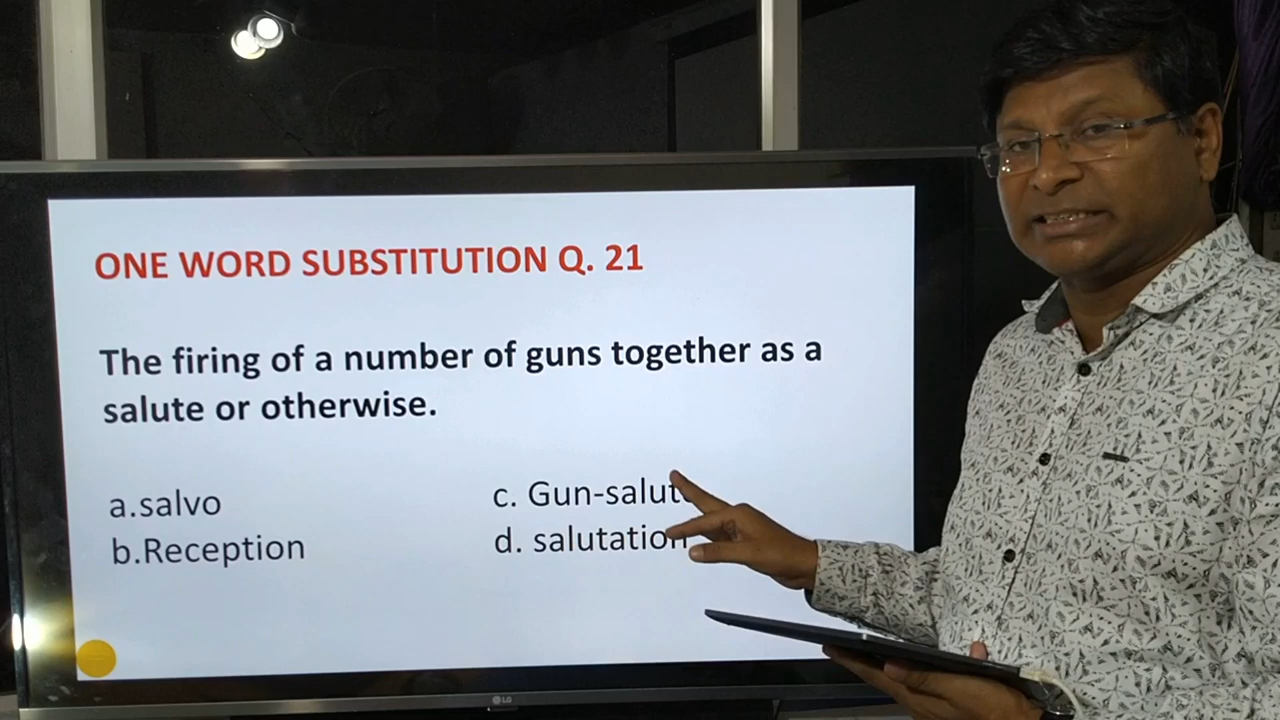 ONE WORD SUBSTITUTION Q. 21
The firing of a number of guns together as a
salute or otherwise.
a.salvo
b.Reception
c. Gun-salute
d. salutation
LG